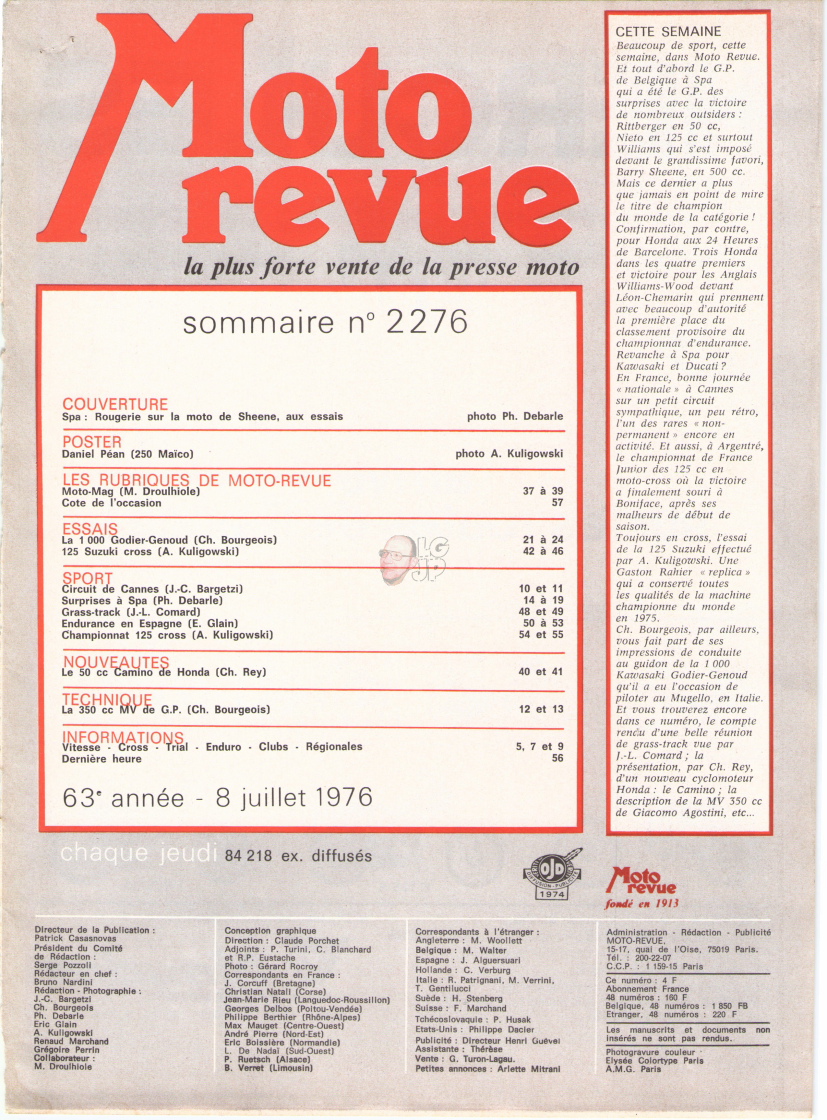 Moto
revue
la plus forte vente de la presse moto
sommaire n° 2276
COUVERTURE
Spa : Rougerie sur la moto de Sheene, aux essais photo Ph. Debarle
POSTER
Daniel Péan (250 Maïco) photo A. Kuligowski
LES RUBRIQUES DE MOTO-REVUE
Moto-Mag (M. Droulhiole) 37 à 39
Cote de l'occasion 57
ESSAIS
La 1 000 Godier-Genoud (Ch. Bourgeois) 21 à 24
125 Suzuki cross (A. Kuligowski) 42 à 46
LG
JP
SPORT
Circuit de Cannes (J.-C. Bargetzi) 10 et 11
Surprises à Spa (Ph. Debarle) 14 à 19
Grass-track (J.-L. Comard) 48 et 49
Endurance en Espagne (E. Glain) 50 à 53
Championnat 125 cross (A. Kuligowski) 54 et 55
NOUVEAUTES
Le 50 cc Camino de Honda (Ch. Rey) 40 et 41
TECHNIQUE
La 350 cc MV de G.P. (Ch. Bourgeois) 12 et 13
INFORMATIONS
Vitesse - Cross - Trial - Enduro - Clubs - Régionales 5, 7 et 9
Dernière heure 56
63e année - 8 juillet 1976
chaque jeudi 84 218 ex. diffusés
CETTE SEMAINE
Beaucoup de sport, cette
semaine, dans Moto Revue.
Et tout d'abord le G.P.
de Belgique à Spa
qui a été le G.P. des
surprises avec la victoire
de nombreux outsiders :
Rittberger en 50 cc,
Nieto en 125 cc et surtout
Williams qui s'est imposé
devant le grandissime favori,
Barry Sheene, en 500 cc.
Mais ce dernier a plus
que jamais en point de mire
le titre de champion
du monde de la catégorie !
Confirmation, par contre,
pour Honda aux 24 Heures
de Barcelone. Trois Honda
dans les quatre premiers
et victoire pour les Anglais
Williams-Wood devant
Léon-Chemarin qui prennent
avec beaucoup d'autorité
la première place du
classement provisoire du
championnat d'endurance.
Revanche à Spa pour
Kawasaki et Ducati ?
En France, bonne journée
« nationale » à Cannes
sur un petit circuit
sympathique, un peu rétro,
l'un des rares « non-
permanent » encore en
activité. Et aussi, à Argentré,
le championnat de France
Junior des 125 cc en
moto-cross où la victoire
a finalement souri à
Boniface, après ses
malheurs de début de
saison.
Toujours en cross, l'essai
de la 125 Suzuki effectué
par A. Kuligowski. Une
Gaston Rahier « replica »
qui a conservé toutes
les qualités de la machine
championne du monde
en 1975.
Ch. Bourgeois, par ailleurs,
vous fait part de ses
impressions de conduite
au guidon de la 1 000
Kawasaki Godier-Genoud
qu'il a eu l'occasion de
piloter au Mugello, en Italie.
Et vous trouverez encore
dans ce numéro, le compte
rendu d'une belle réunion
de grass-track vue par
J.-L. Comard ; la
présentation, par Ch. Rey,
d'un nouveau cyclomoteur
Honda : le Camino ; la
description de la MV 350 cc
de Giacomo Agostini, etc...
OJD
DIFFUSION-PUBLICITÉ
1974
Moto
revue
fondé en 1913
Directeur de la Publication :
Patrick Casasnovas
Président du Comité
de Rédaction :
Serge Pozzoli
Rédacteur en chef :
Bruno Nardini
Rédaction - Photographie :
J.-C. Bargetzi
Ch. Bourgeois
Ph. Debarle
Eric Glain
A. Kuligowski
Renaud Marchand
Grégoire Perrin
Collaborateur :
M. Droulhiole
Conception graphique
Direction : Claude Porchet
Adjoints : P. Turini, C. Blanchard
et R.P. Eustache
Photo : Gérard Rocroy
Correspondants en France :
J. Corcuff (Bretagne)
Christian Natali (Corse)
Jean-Marie Rieu (Languedoc-Roussillon)
Georges Delbos (Poitou-Vendée)
Philippe Berthier (Rhône-Alpes)
Max Mauget (Centre-Ouest)
André Pierre (Nord-Est)
Eric Boissière (Normandie)
L. De Nadaï (Sud-Ouest)
P. Ruetsch (Alsace)
B. Verret (Limousin)
Correspondants à l'étranger :
Angleterre : M. Woollett
Belgique : M. Walter
Espagne : J. Alguersuari
Hollande : C. Verburg
Italie : R. Patrignani, M. Verrini,
T. Gentilucci
Suède : H. Stenberg
Suisse : F. Marchand
Tchécoslovaquie : P. Husak
Etats-Unis : Philippe Dacier
Publicité : Directeur Henri Guével
Assistante : Thérèse
Vente : G. Turon-Lagau.
Petites annonces : Arlette Mitrani
Administration - Rédaction - Publicité
MOTO-REVUE,
15-17, quai de l'Oise, 75019 Paris.
Tél. : 200-22-07
C.C.P. : 1 159-15 Paris
Ce numéro : 4 F
Abonnement France
48 numéros : 160 F
Belgique, 48 numéros : 1 850 FB
Etranger, 48 numéros : 220 F
Les manuscrits et documents non
insérés ne sont pas rendus.
Photogravure couleur :
Elysée Colortype Paris
A.M.G. Paris